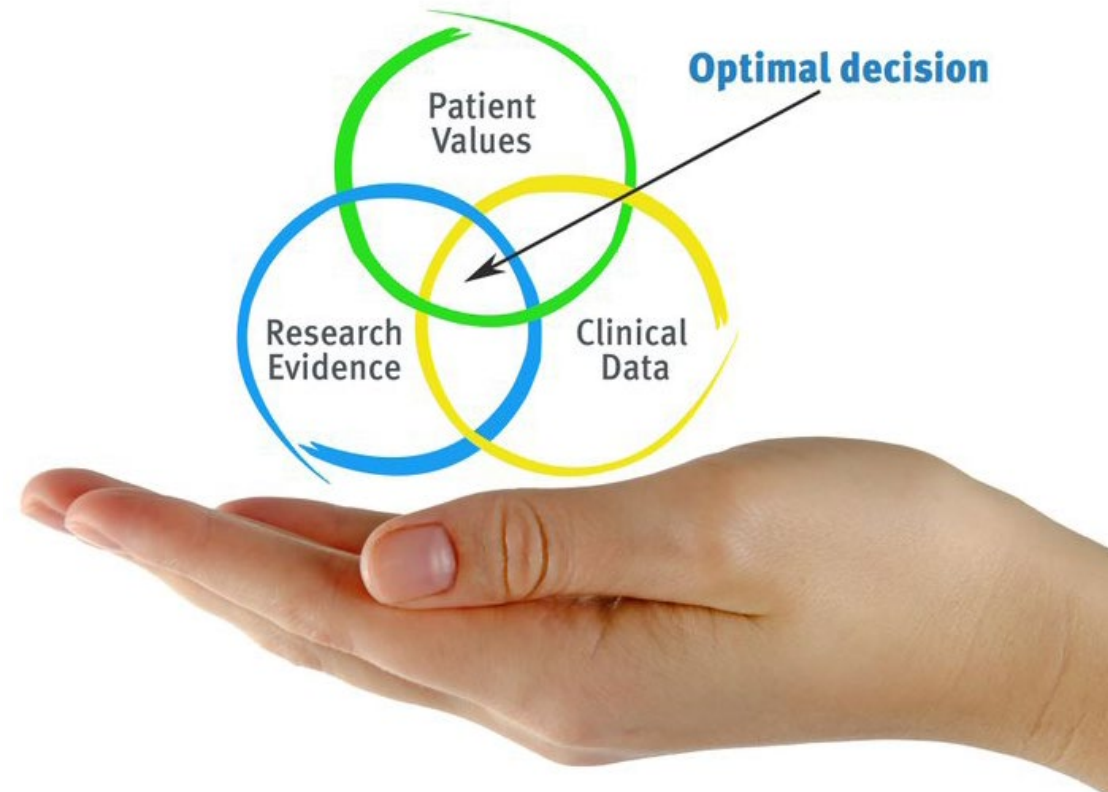 Optimal decision
Patient
Values
Research
Evidence
Clinical
Data